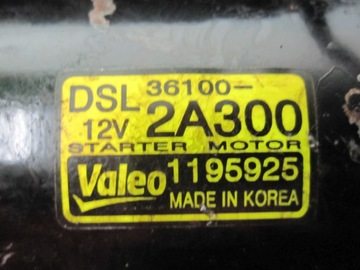 DSL 36100-
12V 2A300
STARTER MOTOR
Valeo 1195925
MADE IN KOREA